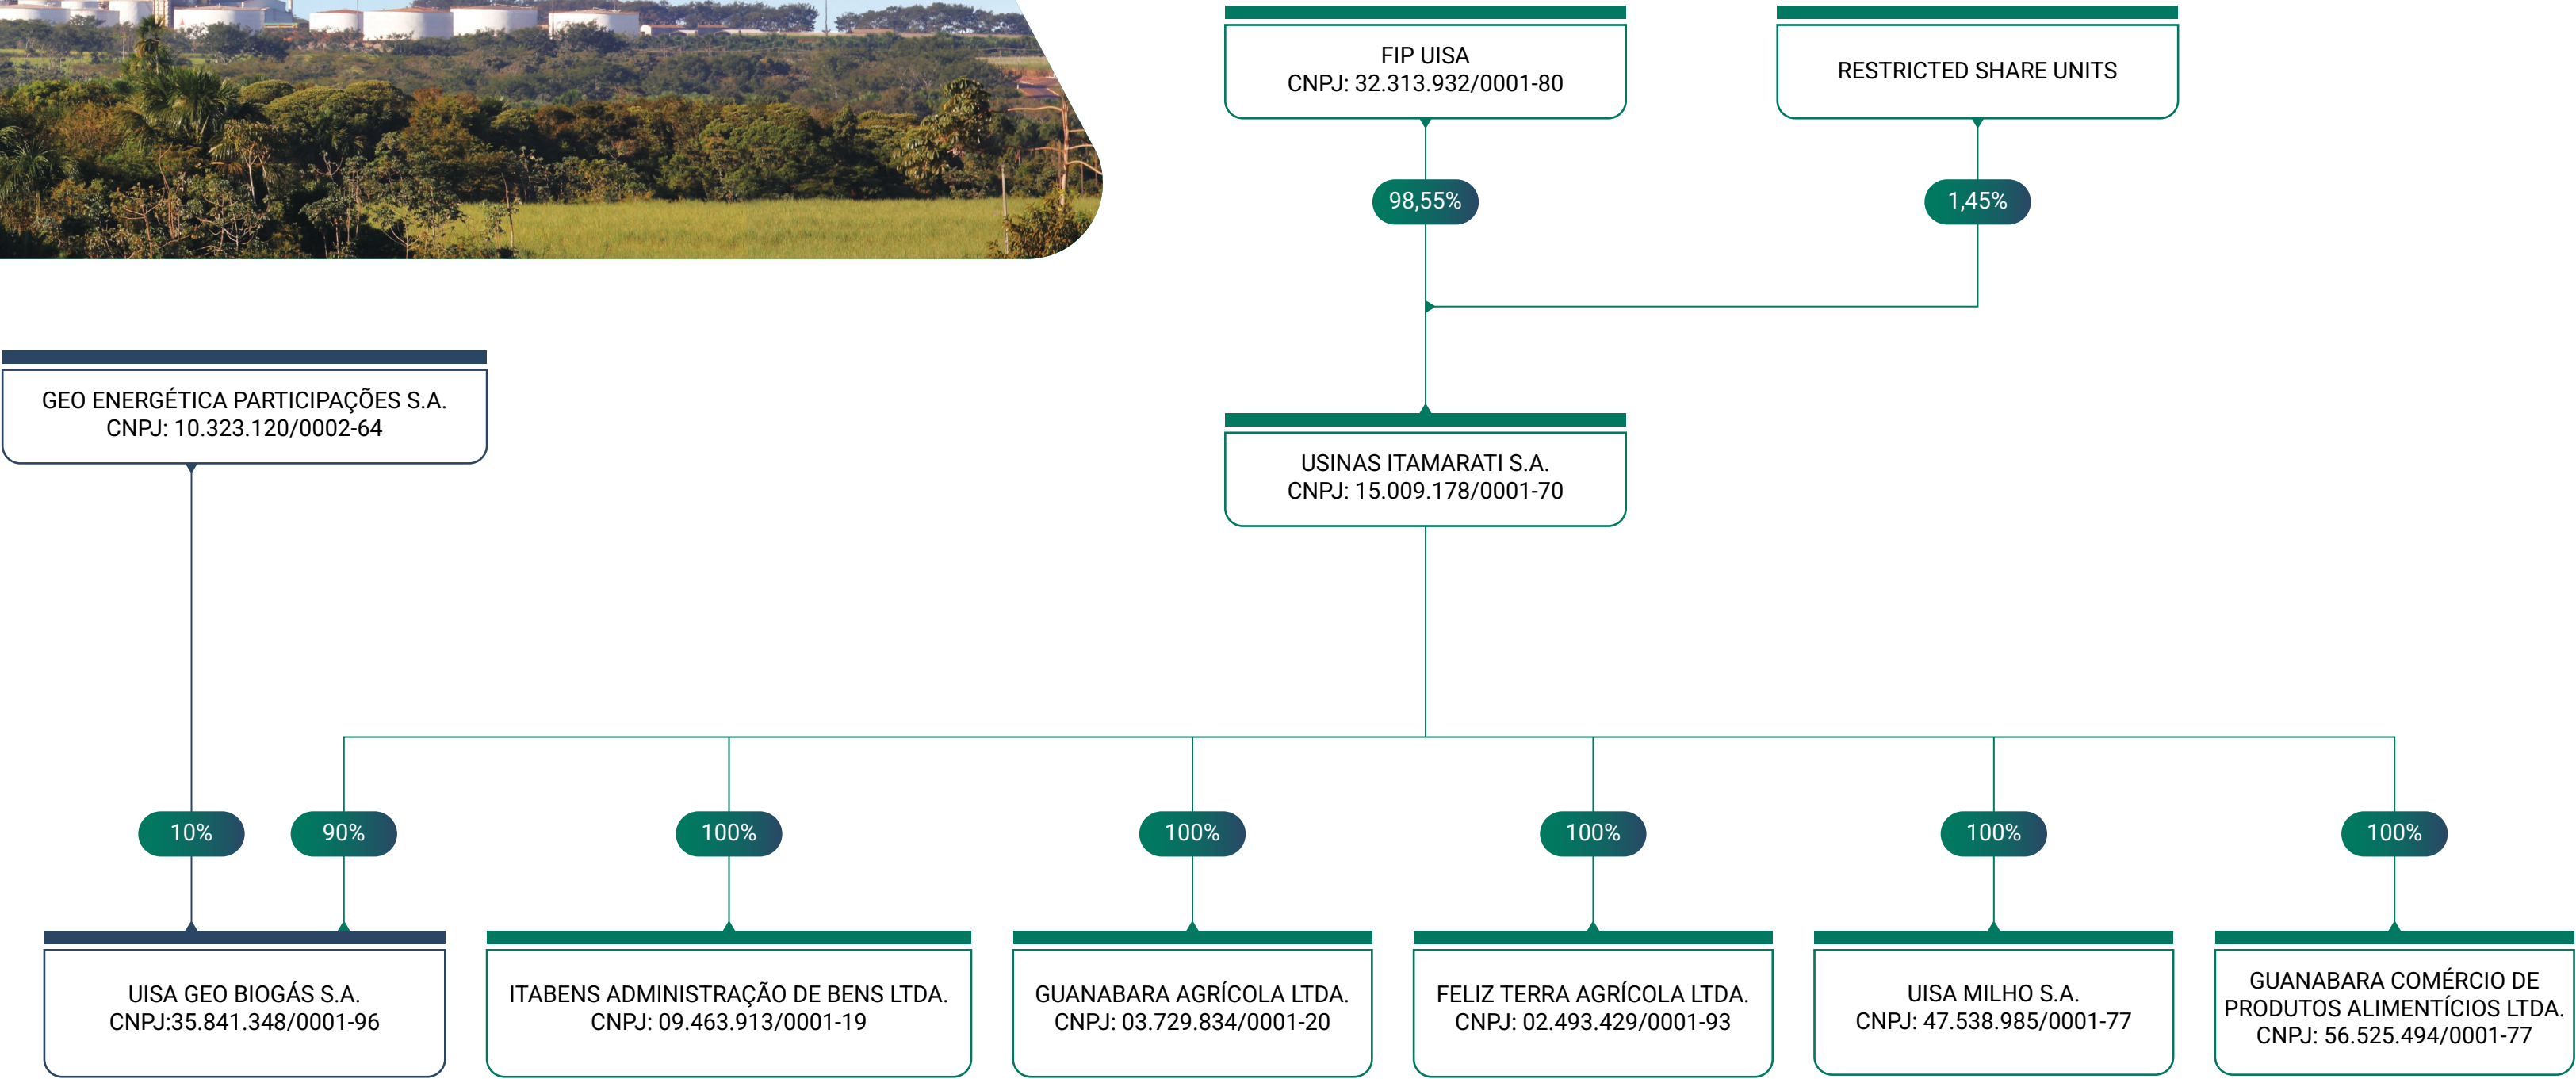 FIP UISA
CNPJ: 32.313.932/0001-80
RESTRICTED SHARE UNITS
98,55%
1,45%
GEO ENERGÉTICA PARTICIPAÇÕES S.A.
CNPJ: 10.323.120/0002-64
USINAS ITAMARATI S.A.
CNPJ: 15.009.178/0001-70
10%
90%
100%
100%
100%
100%
100%
UISA GEO BIOGÁS S.A.
CNPJ:35.841.348/0001-96
ITABENS ADMINISTRAÇÃO DE BENS LTDA.
CNPJ: 09.463.913/0001-19
GUANABARA AGRÍCOLA LTDA.
CNPJ: 03.729.834/0001-20
FELIZ TERRA AGRÍCOLA LTDA.
CNPJ: 02.493.429/0001-93
UISA MILHO S.A.
CNPJ: 47.538.985/0001-77
GUANABARA COMÉRCIO DE
PRODUTOS ALIMENTÍCIOS LTDA.
CNPJ: 56.525.494/0001-77